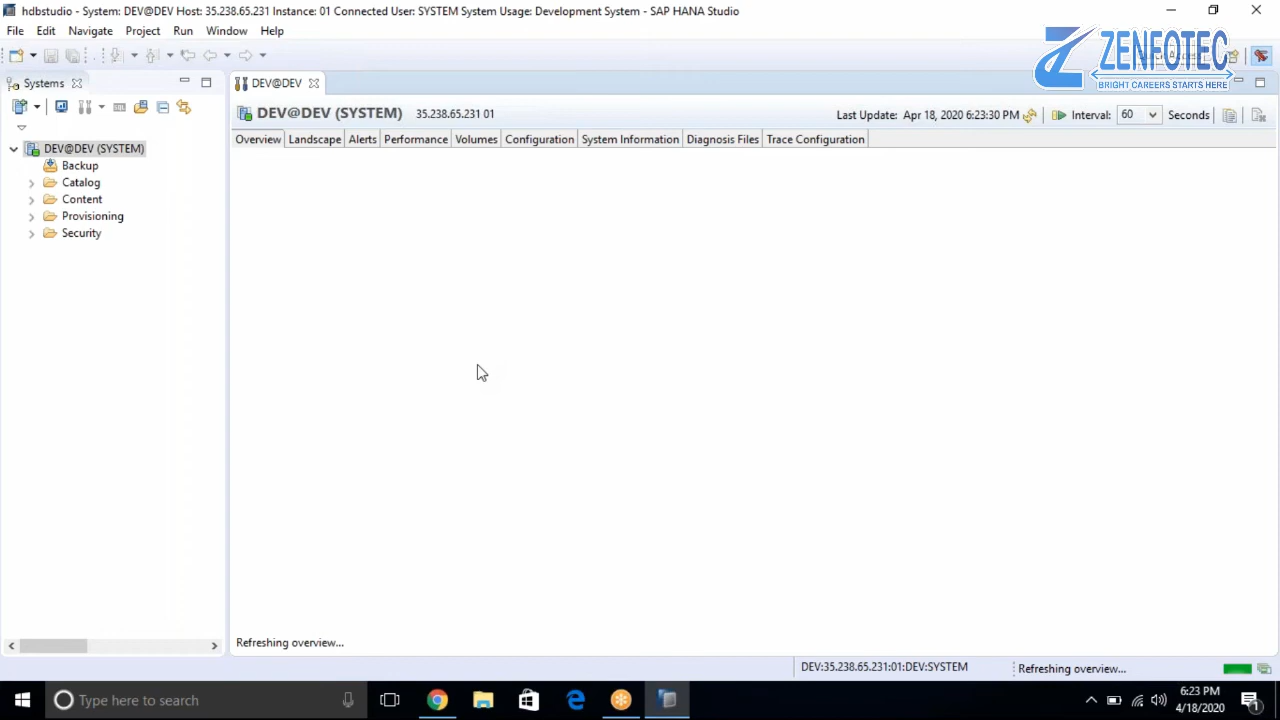 hdbstudio - System: DEV@DEV Host: 35.238.65.231 Instance: 01 Connected User: SYSTEM System Usage: Development System - SAP HANA Studio
File Edit Navigate Project Run Window Help
ZENFOTEC
BRIGHT CAREERS STARTS HERE
Systems
DEV@DEV
DEV@DEV (SYSTEM) 35.238.65.231 01
Last Update: Apr 18, 2020 6:23:30 PM Interval: 60 Seconds
Overview Landscape Alerts Performance Volumes Configuration System Information Diagnosis Files Trace Configuration
DEV@DEV (SYSTEM)
Backup
Catalog
Content
Provisioning
Security
Refreshing overview...
DEV:35.238.65.231:01:DEV:SYSTEM Refreshing overview...
Type here to search
6:23 PM
4/18/2020
1